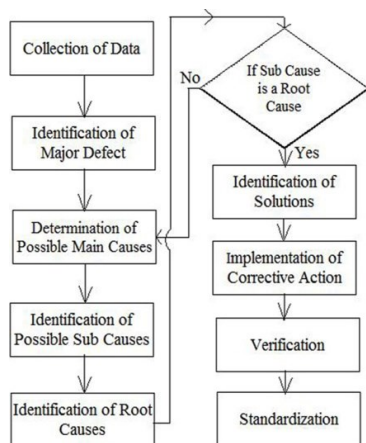 Collection of Data
Identification of
Major Defect
Determination of
Possible Main Causes
Identification of
Possible Sub Causes
Identification of Root
Causes
If Sub Cause
is a Root
Cause
No
Yes
Identification of
Solutions
Implementation of
Corrective Action
Verification
Standardization